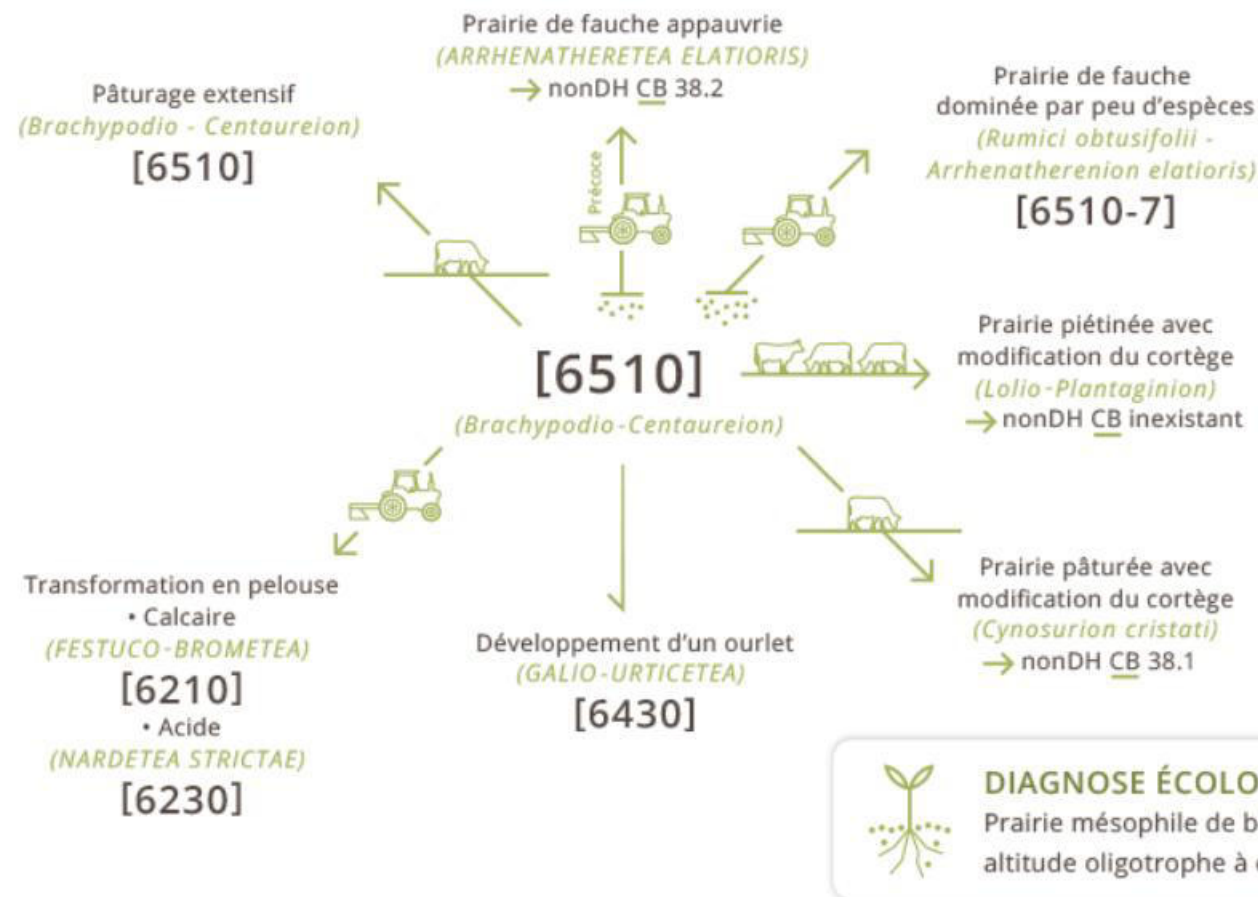 Prairie de fauche appauvrie
(ARRHENATHERETEA ELATIORIS)
→ nonDH CB 38.2
Pâturage extensif
(Brachypodio - Centaureion)
[6510]
Prairie de fauche
dominée par peu d'espèces
(Rumici obtusifolii -
Arrhenatherenion elatioris)
[6510-7]
Précoce
[6510]
(Brachypodio-Centaureion)
Prairie piétinée avec
modification du cortège
(Lolio-Plantaginion)
→ nonDH CB inexistant
Prairie pâturée avec
modification du cortège
(Cynosurion cristati)
→ nonDH CB 38.1
Transformation en pelouse
• Calcaire
(FESTUCO-BROMETEA)
[6210]
• Acide
(NARDETEA STRICTAE)
[6230]
Développement d'un ourlet
(GALIO-URTICETEA)
[6430]
DIAGNOSE ÉCOLO
Prairie mésophile de b
altitude oligotrophe à